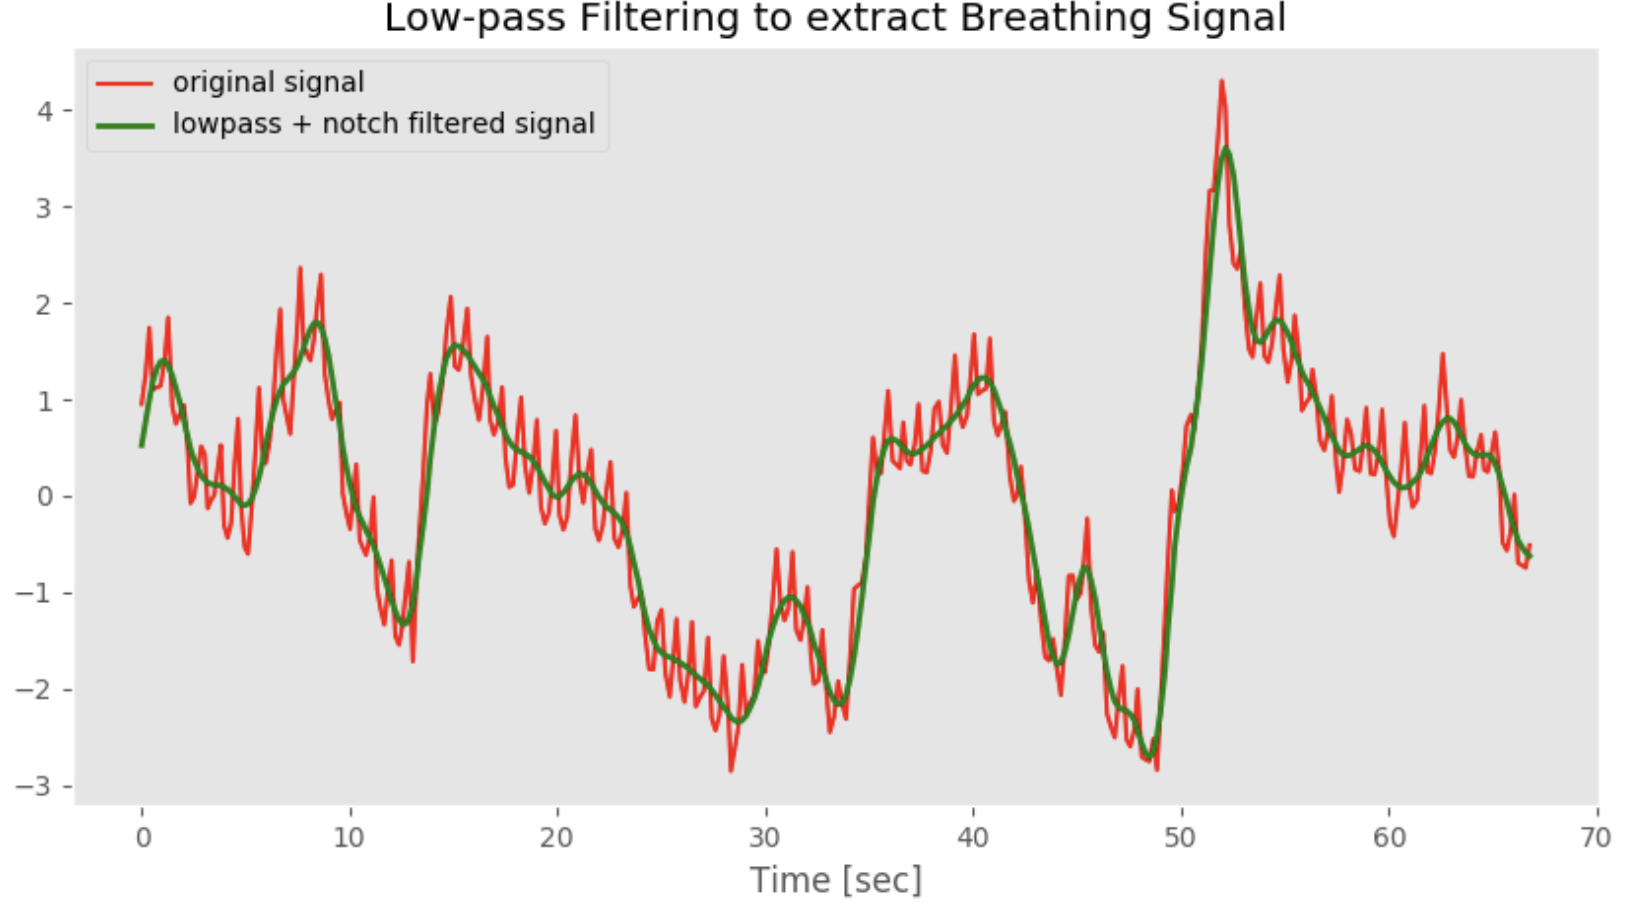 Low-pass Filtering to extract Breathing Signal
original signal
lowpass + notch filtered signal
4
3
2
1
0
−1
−2
−3
0 10 20 30 40 50 60 70
Time [sec]